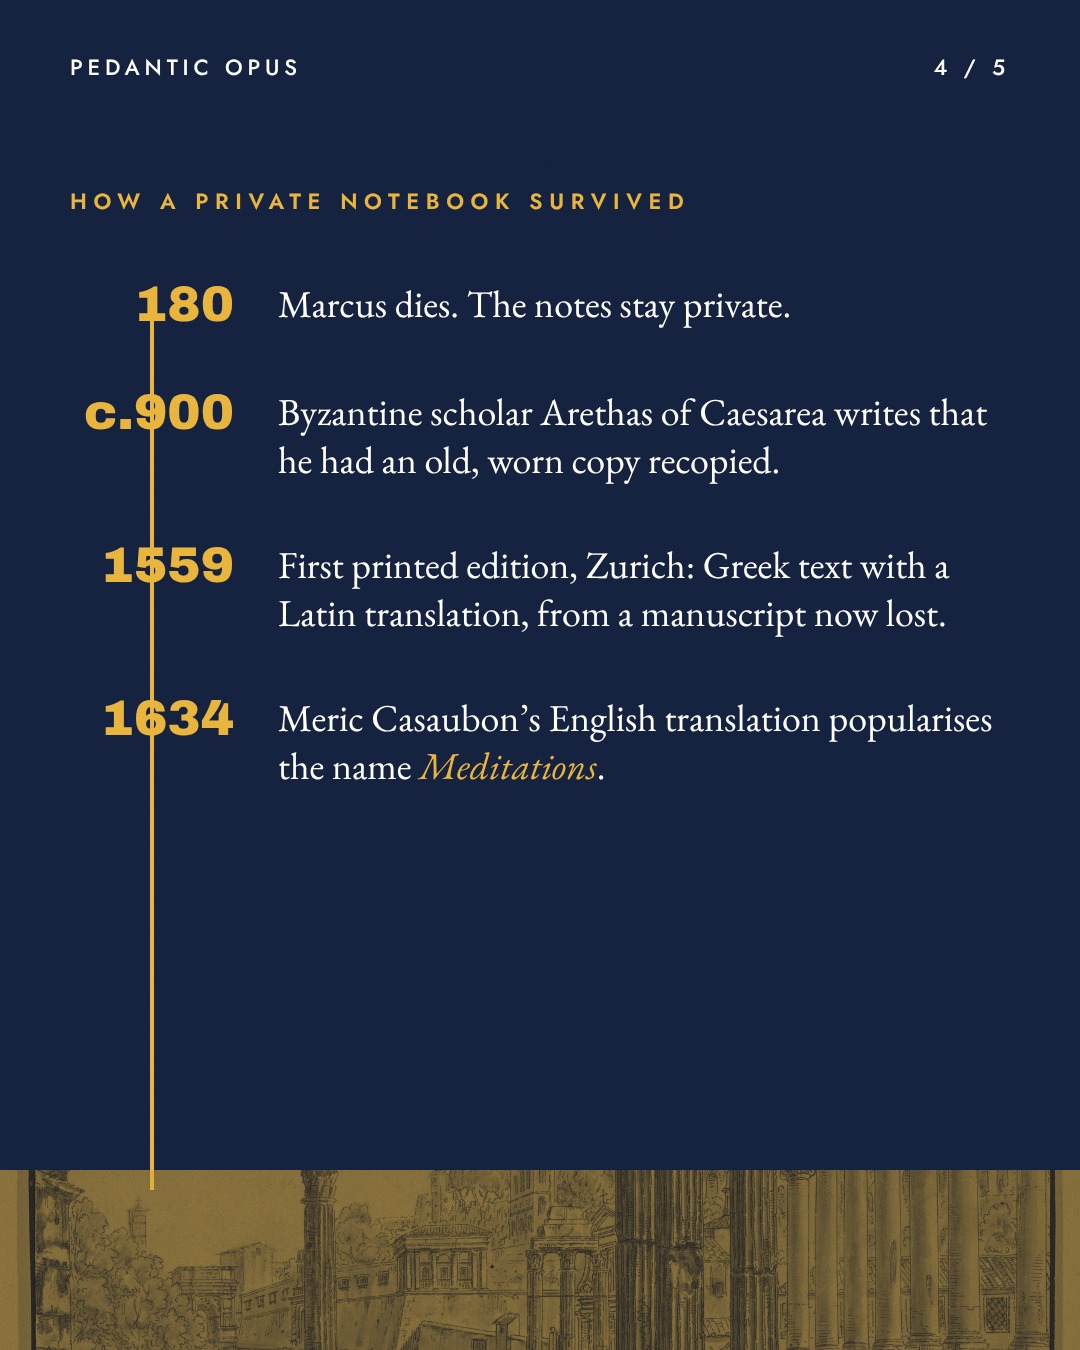 PEDANTIC OPUS
4 / 5
HOW A PRIVATE NOTEBOOK SURVIVED
180 Marcus dies. The notes stay private.
c.900 Byzantine scholar Arethas of Caesarea writes that
he had an old, worn copy recopied.
1559 First printed edition, Zurich: Greek text with a
Latin translation, from a manuscript now lost.
1634 Meric Casaubon’s English translation popularises
the name Meditations.